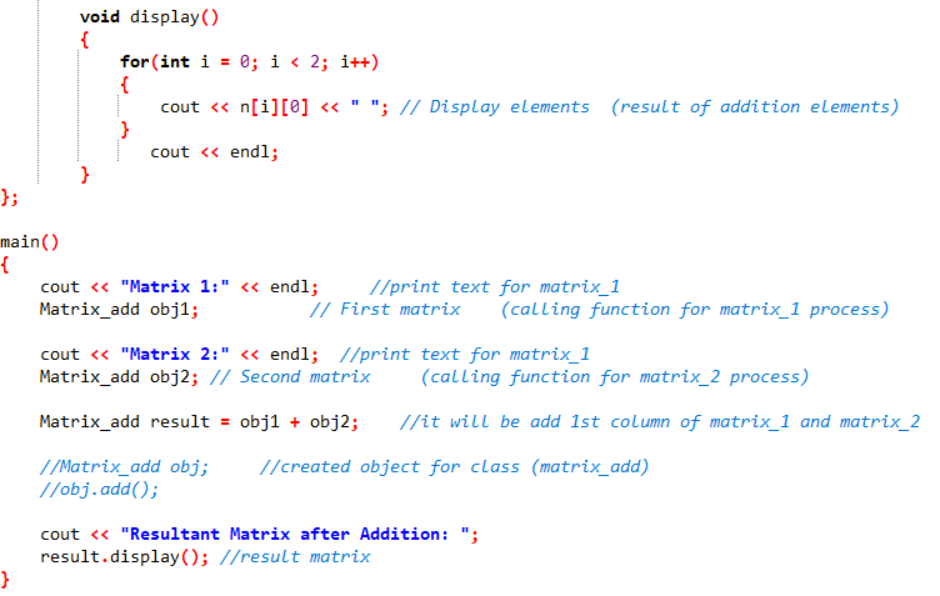 void display()
{
for(int i = 0; i < 2; i++)
{
cout << n[i][0] << " "; // Display elements  (result of addition elements)
}
cout << endl;
}
};
main()
{
cout << "Matrix 1:" << endl;     //print text for matrix_1
Matrix_add obj1;           // First matrix    (calling function for matrix_1 process)
cout << "Matrix 2:" << endl;  //print text for matrix_1
Matrix_add obj2; // Second matrix     (calling function for matrix_2 process)
Matrix_add result = obj1 + obj2;    //it will be add 1st column of matrix_1 and matrix_2
//Matrix_add obj;     //created object for class (matrix_add)
//obj.add();
cout << "Resultant Matrix after Addition: ";
result.display(); //result matrix
}